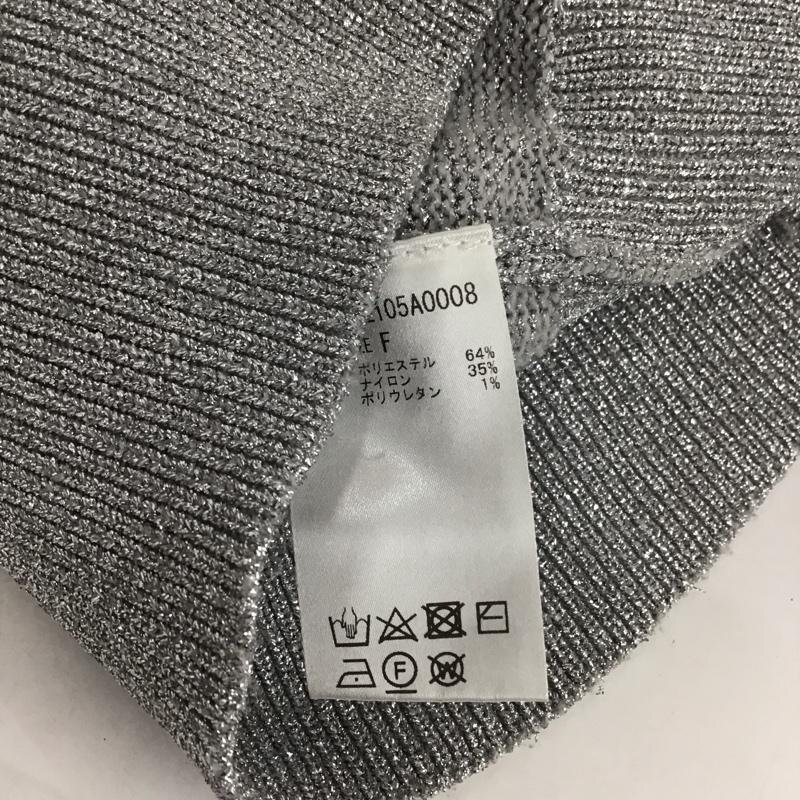 105A0008
F
ポリエステル 64%
ナイロン 35%
ポリウレタン 1%
F
W